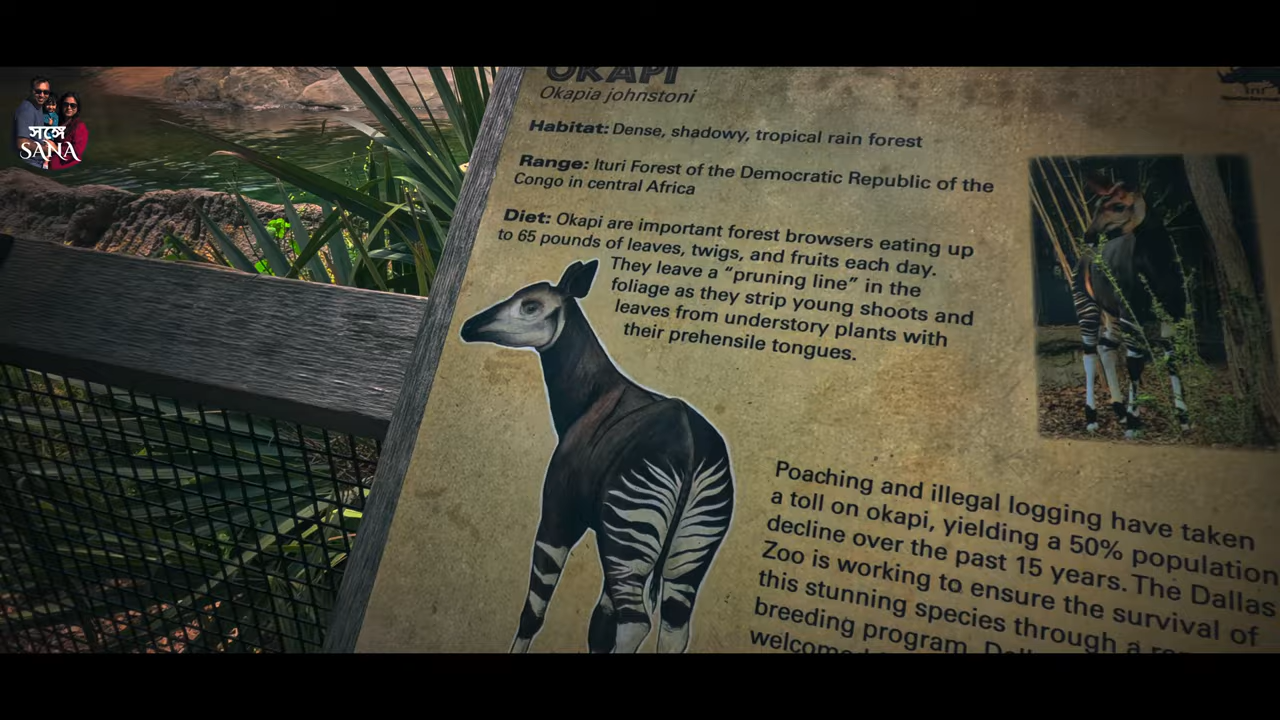 সঙ্গে
SANA
OKAPI
Okapia johnstoni
Habitat: Dense, shadowy, tropical rain forest
Range: Ituri Forest of the Democratic Republic of the
Congo in central Africa
Diet: Okapi are important forest browsers eating up
to 65 pounds of leaves, twigs, and fruits each day.
They leave a “pruning line” in the
foliage as they strip young shoots and
leaves from understory plants with
their prehensile tongues.
Poaching and illegal logging have taken
a toll on okapi, yielding a 50% population
decline over the past 15 years. The Dallas
Zoo is working to ensure the survival of
this stunning species through a
breeding program.